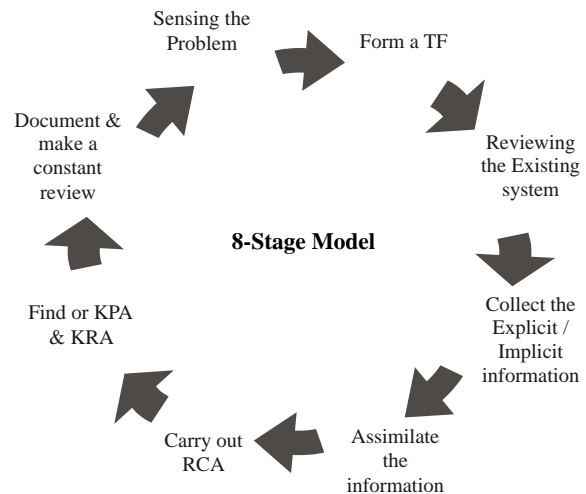 Sensing the
Problem
Form a TF
Reviewing
the Existing
system
Collect the
Explicit /
Implicit
information
Assimilate
the
information
Carry out
RCA
Find or KPA
& KRA
Document &
make a
constant
review
8-Stage Model